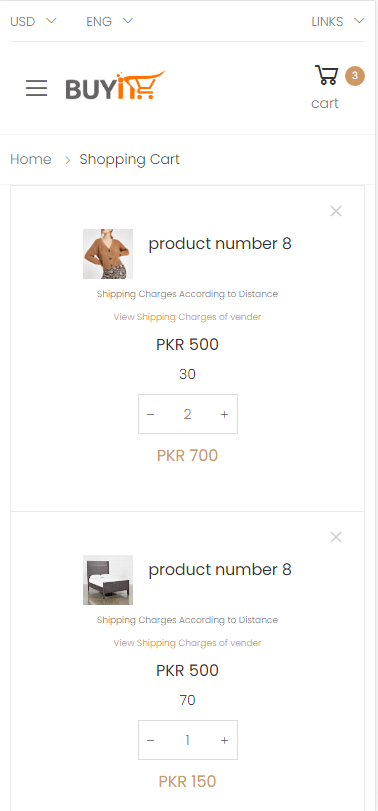 USD ENG LINKS
BUYiT
3
cart
Home > Shopping Cart
product number 8
Shipping Charges According to Distance
View Shipping Charges of vender
PKR 500
30
− 2 +
PKR 700
product number 8
Shipping Charges According to Distance
View Shipping Charges of vender
PKR 500
70
− 1 +
PKR 150